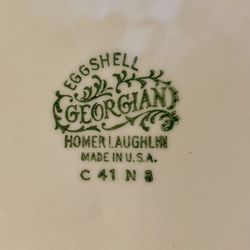 EGGSHELL
GEORGIAN
HOMER LAUGHLIN
MADE IN U.S.A.
C 41 N 8